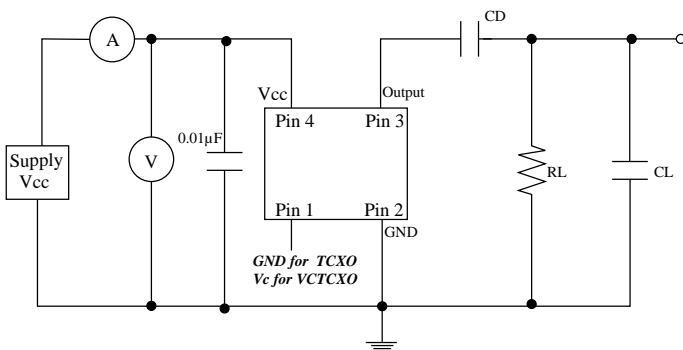 CD
A
Vcc
Output
Pin 4
Pin 3
0.01µF
Supply
Vcc
V
RL
CL
Pin 1
Pin 2
GND
GND for TCXO
Vc for VCTCXO